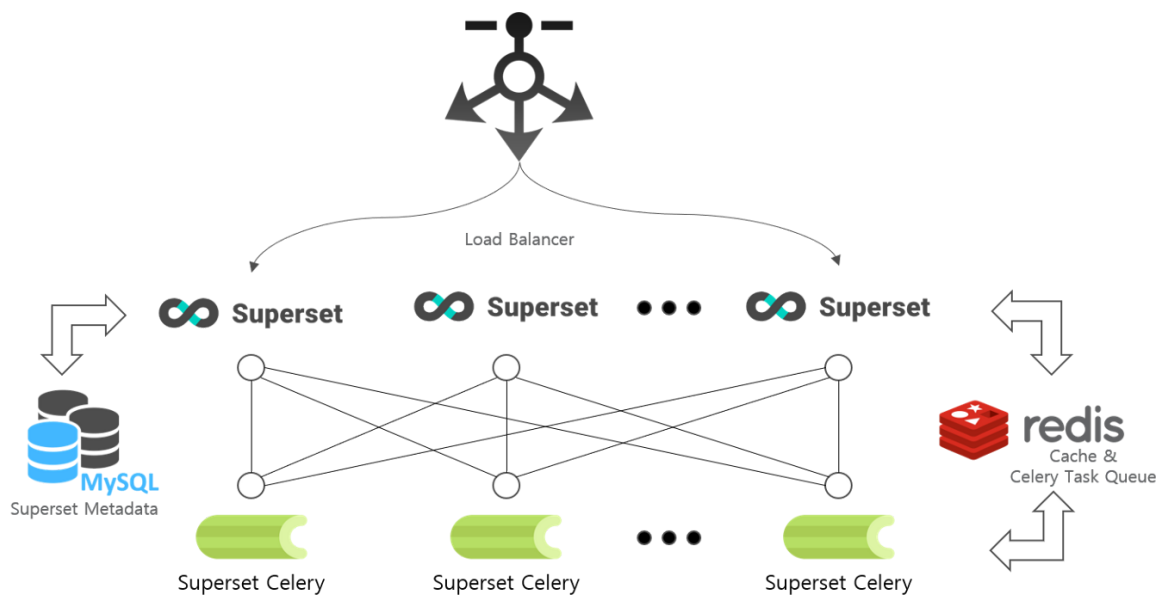 Load Balancer
Superset
Superset
Superset
MySQL
Superset Metadata
redis
Cache &
Celery Task Queue
Superset Celery
Superset Celery
Superset Celery